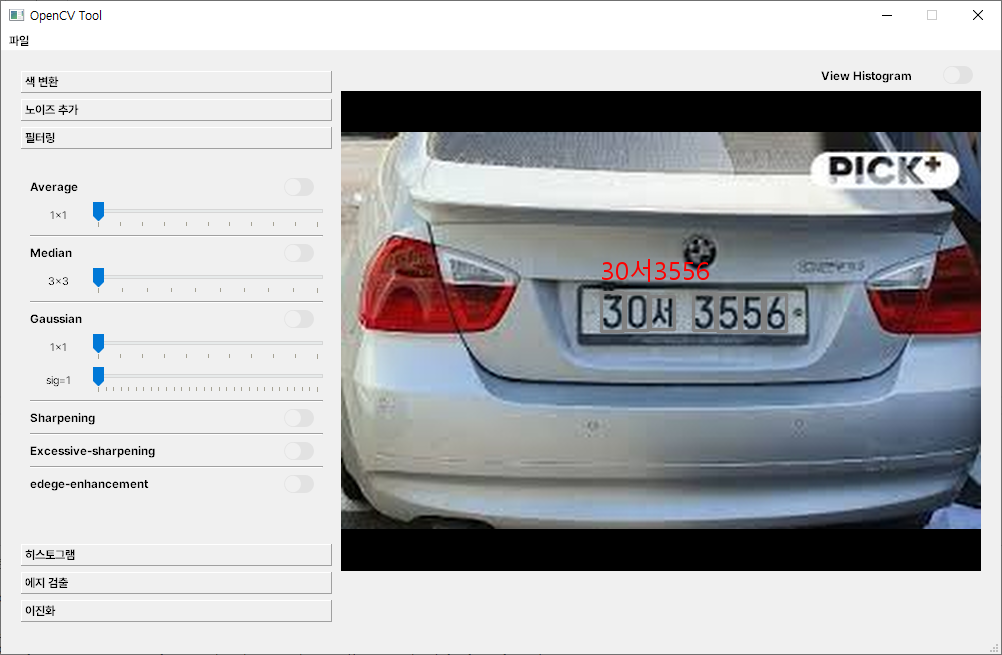 OpenCV Tool
파일
색 변환
노이즈 추가
필터링
Average
1×1
Median
3×3
Gaussian
1×1
sig=1
Sharpening
Excessive-sharpening
edege-enhancement
히스토그램
에지 검출
이진화
View Histogram
PICK+
30서3556
30서 3556